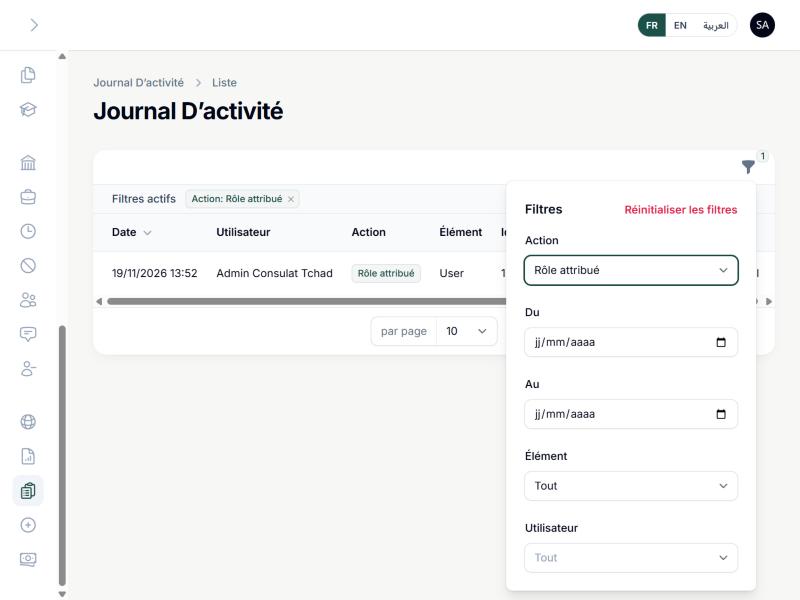 FR EN العربية SA
Journal D’activité Liste
Journal D’activité
1
Filtres actifs Action: Rôle attribué
Date Utilisateur Action Élément
19/11/2026 13:52 Admin Consulat Tchad Rôle attribué User
par page 10
Filtres Réinitialiser les filtres
Action
Rôle attribué
Du
jj/mm/aaaa
Au
jj/mm/aaaa
Élément
Tout
Utilisateur
Tout